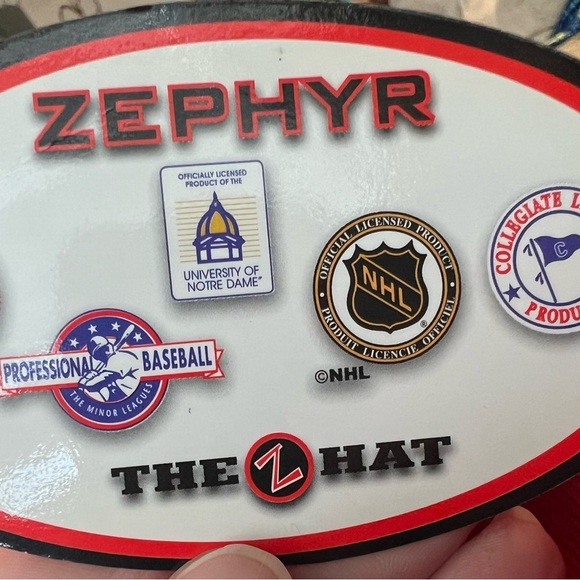 ZEPHYR
OFFICIALLY LICENSED
PRODUCT OF THE
UNIVERSITY OF
NOTRE DAME™
OFFICIAL LICENSED PRODUCT
NHL
®
PRODUIT LICENCIE OFFICIEL
©NHL
COLLEGIATE L
C
PRODU
PROFESSIONAL BASEBALL
THE MINOR LEAGUES
THE Z HAT